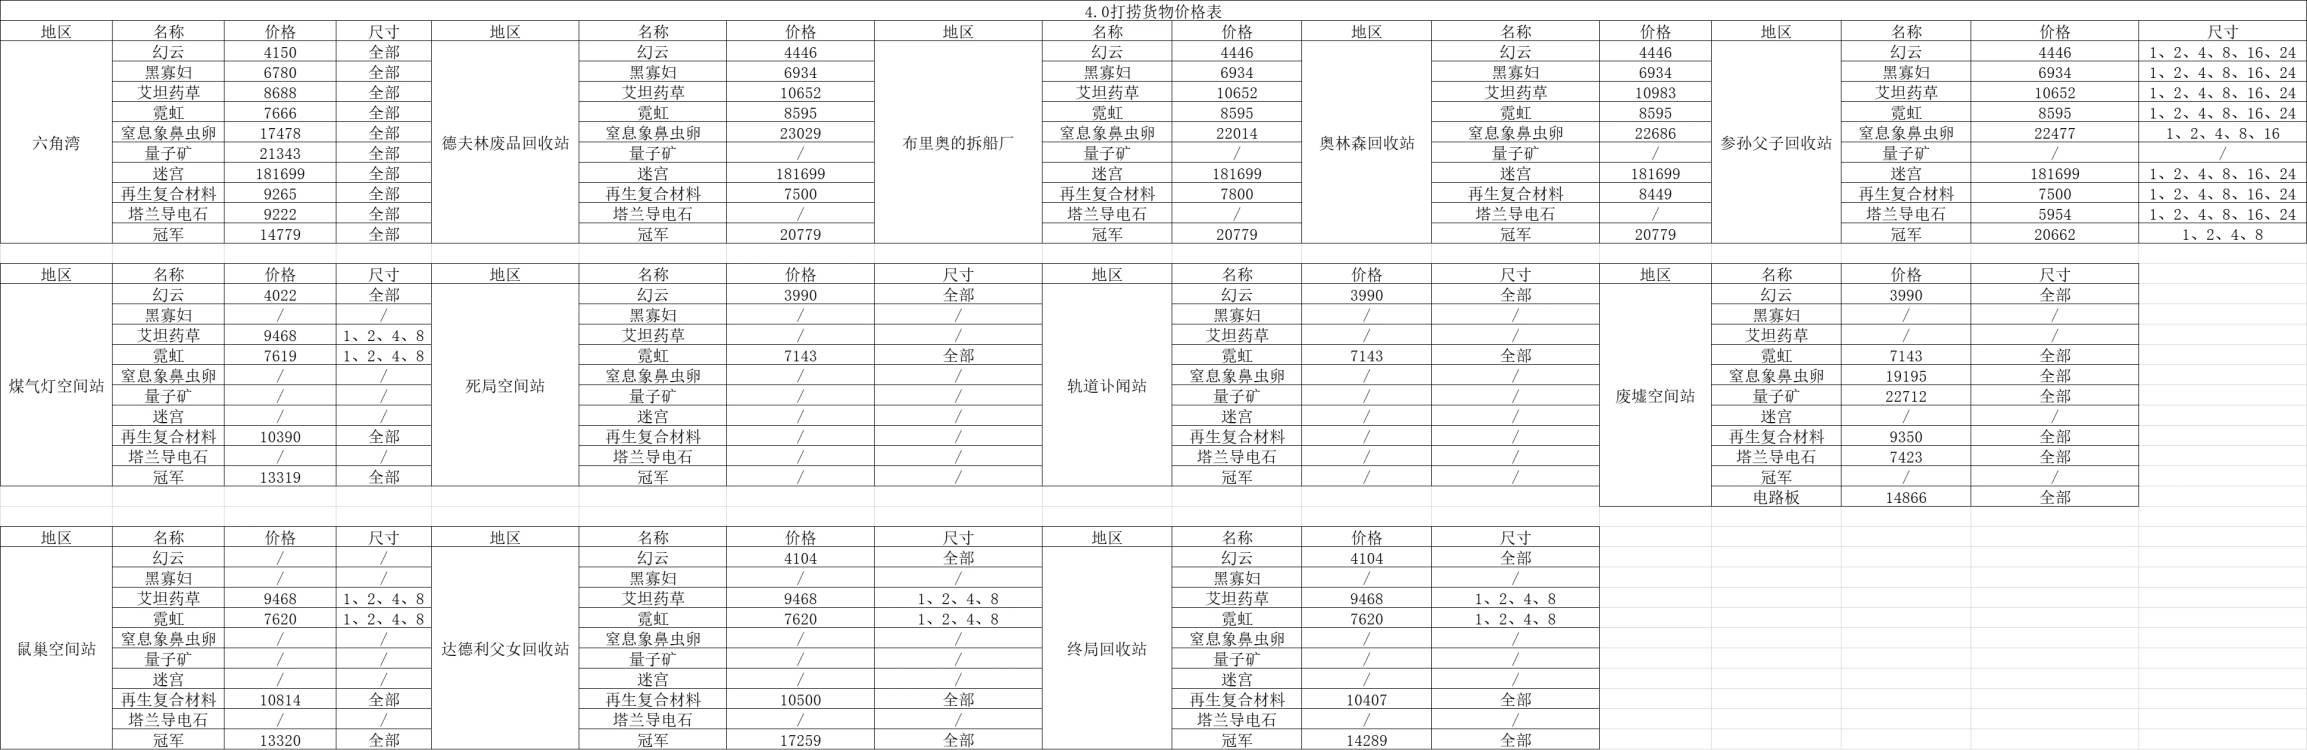 4.0打捞货物价格表
地区 名称 价格 尺寸 地区 名称 价格 地区 名称 价格 地区 名称 价格 地区 名称 价格 尺寸
幻云 4150 全部 幻云 4446 幻云 4446 幻云 4446 幻云 4446 1、2、4、8、16、24
黑寡妇 6780 全部 黑寡妇 6934 黑寡妇 6934 黑寡妇 6934 黑寡妇 6934 1、2、4、8、16、24
艾坦药草 8688 全部 艾坦药草 10652 艾坦药草 10652 艾坦药草 10983 艾坦药草 10652 1、2、4、8、16、24
霓虹 7666 全部 霓虹 8595 霓虹 8595 霓虹 8595 霓虹 8595 1、2、4、8、16、24
窒息象鼻虫卵 17478 全部 窒息象鼻虫卵 23029 窒息象鼻虫卵 22014 窒息象鼻虫卵 22686 窒息象鼻虫卵 22477 1、2、4、8、16
六角湾 德夫林废品回收站 布里奥的拆船厂 奥林森回收站 参孙父子回收站
量子矿 21343 全部 量子矿 / 量子矿 / 量子矿 / 量子矿 / /
迷宫 181699 全部 迷宫 181699 迷宫 181699 迷宫 181699 迷宫 181699 1、2、4、8、16、24
再生复合材料 9265 全部 再生复合材料 7500 再生复合材料 7800 再生复合材料 8449 再生复合材料 7500 1、2、4、8、16、24
塔兰导电石 9222 全部 塔兰导电石 / 塔兰导电石 / 塔兰导电石 / 塔兰导电石 5954 1、2、4、8、16、24
冠军 14779 全部 冠军 20779 冠军 20779 冠军 20779 冠军 20662 1、2、4、8
地区 名称 价格 尺寸 地区 名称 价格 尺寸 地区 名称 价格 尺寸 地区 名称 价格 尺寸
幻云 4022 全部 幻云 3990 全部 幻云 3990 全部 幻云 3990 全部
黑寡妇 / / 黑寡妇 / / 黑寡妇 / / 黑寡妇 / /
艾坦药草 9468 1、2、4、8 艾坦药草 / / 艾坦药草 / / 艾坦药草 / /
霓虹 7619 1、2、4、8 霓虹 7143 全部 霓虹 7143 全部 霓虹 7143 全部
窒息象鼻虫卵 / / 窒息象鼻虫卵 / / 窒息象鼻虫卵 / / 窒息象鼻虫卵 19195 全部
煤气灯空间站 死局空间站 轨道讣闻站 废墟空间站
量子矿 / / 量子矿 / / 量子矿 / / 量子矿 22712 全部
迷宫 / / 迷宫 / / 迷宫 / / 迷宫 / /
再生复合材料 10390 全部 再生复合材料 / / 再生复合材料 / / 再生复合材料 9350 全部
塔兰导电石 / / 塔兰导电石 / / 塔兰导电石 / / 塔兰导电石 7423 全部
冠军 13319 全部 冠军 / / 冠军 / / 冠军 / /
电路板 14866 全部
地区 名称 价格 尺寸 地区 名称 价格 尺寸 地区 名称 价格 尺寸
幻云 / / 幻云 4104 全部 幻云 4104 全部
黑寡妇 / / 黑寡妇 / / 黑寡妇 / /
艾坦药草 9468 1、2、4、8 艾坦药草 9468 1、2、4、8 艾坦药草 9468 1、2、4、8
霓虹 7620 1、2、4、8 霓虹 7620 1、2、4、8 霓虹 7620 1、2、4、8
窒息象鼻虫卵 / / 窒息象鼻虫卵 / / 窒息象鼻虫卵 / /
鼠巢空间站 达德利父女回收站 终局回收站
量子矿 / / 量子矿 / / 量子矿 / /
迷宫 / / 迷宫 / / 迷宫 / /
再生复合材料 10814 全部 再生复合材料 10500 全部 再生复合材料 10407 全部
塔兰导电石 / / 塔兰导电石 / / 塔兰导电石 / /
冠军 13320 全部 冠军 17259 全部 冠军 14289 全部